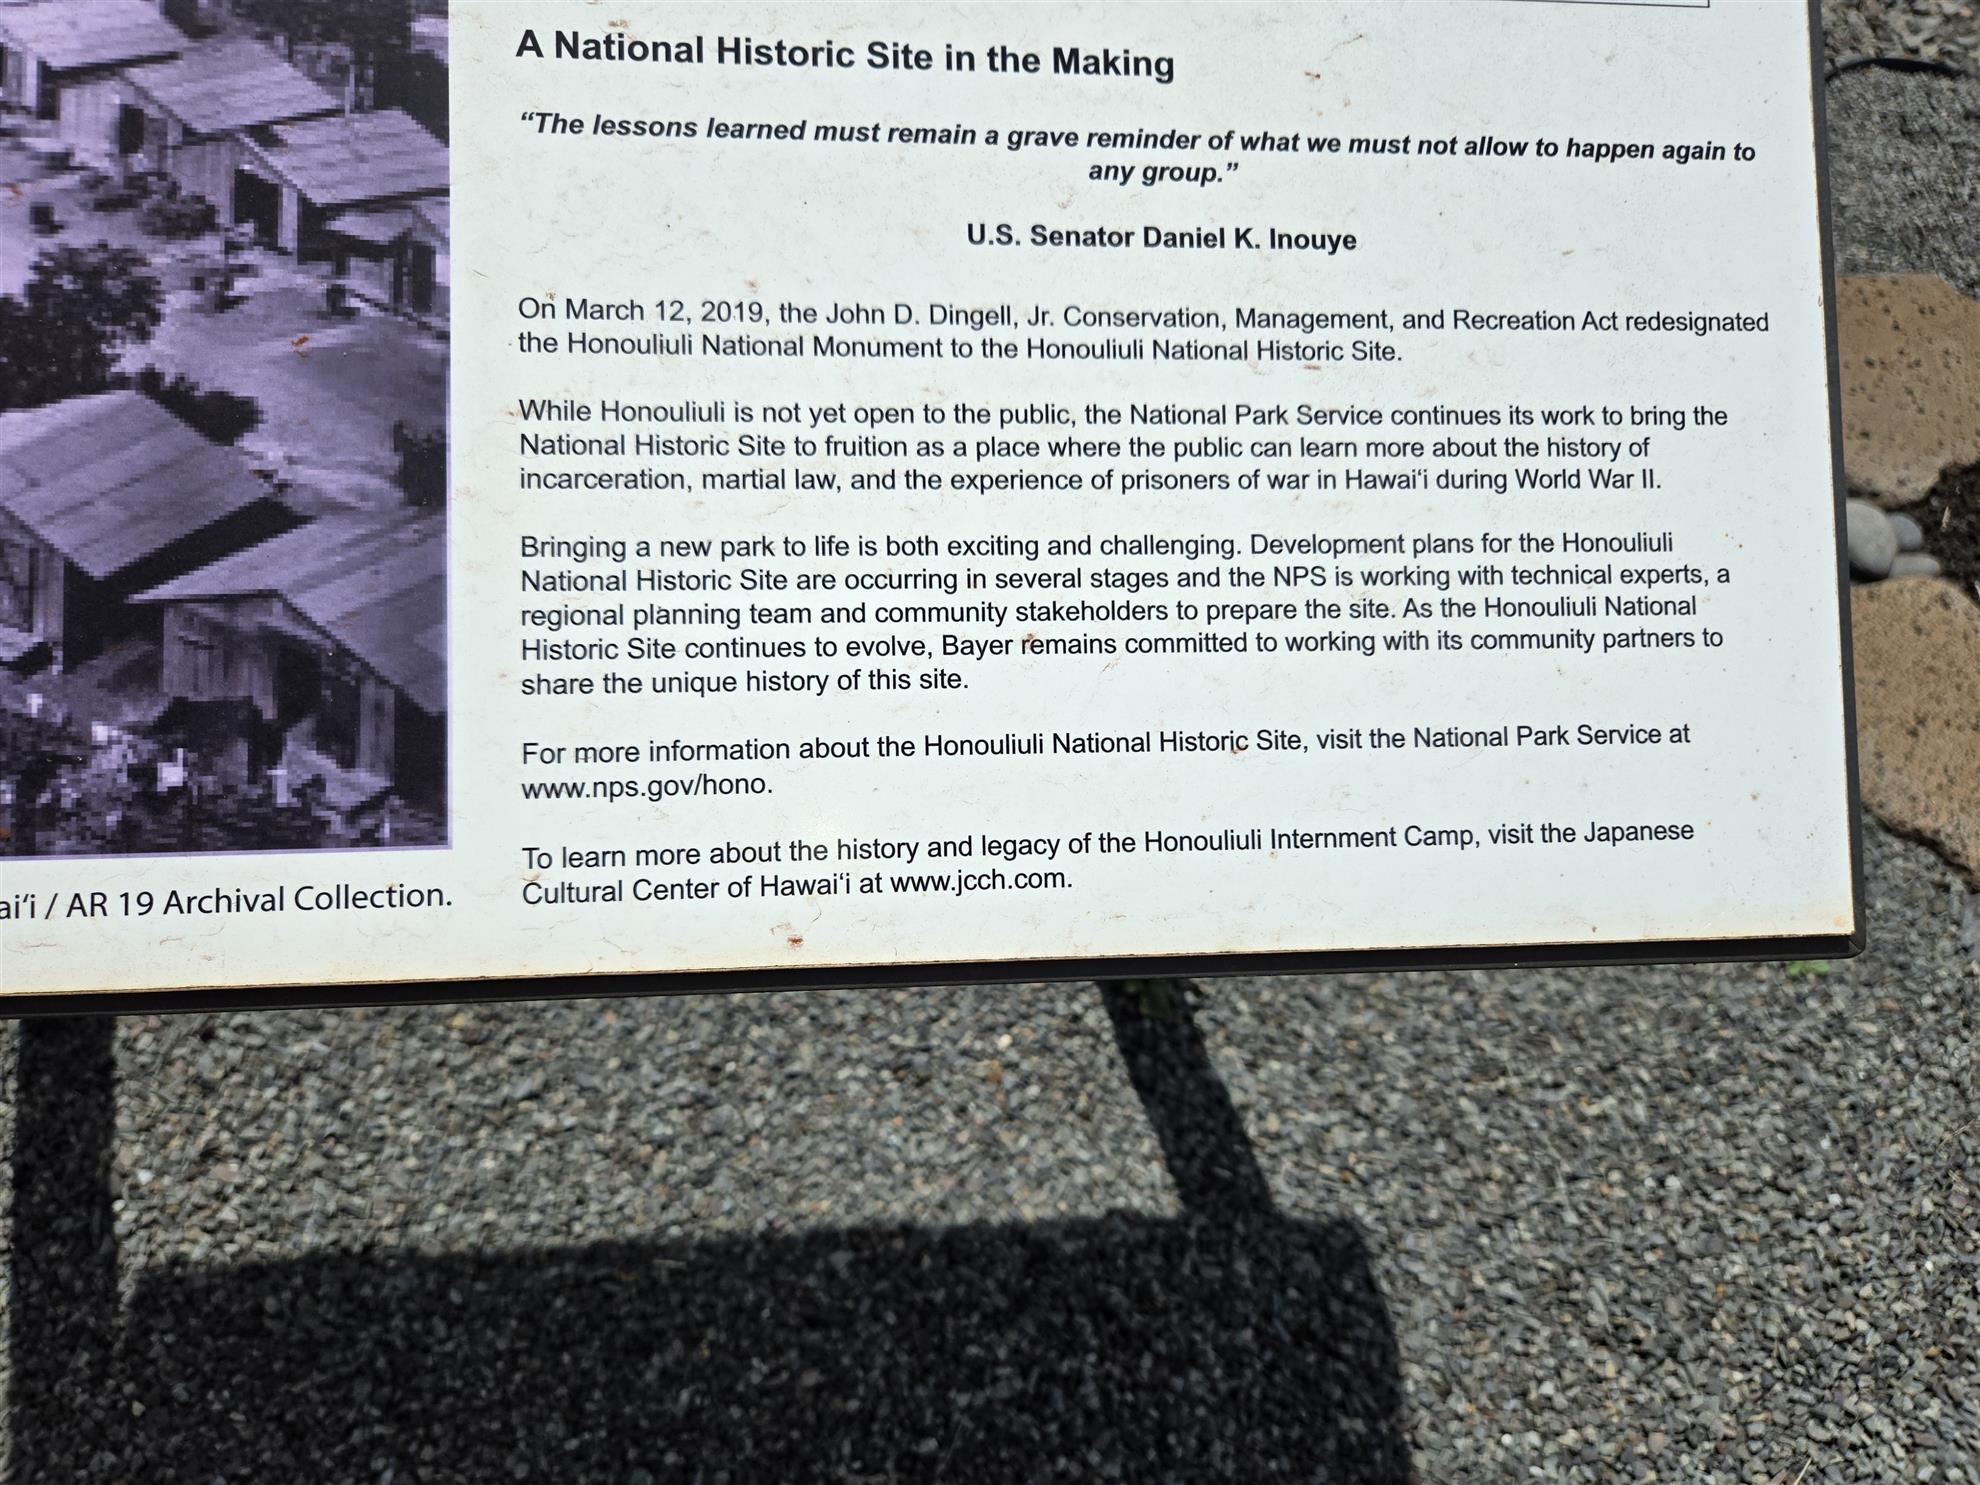 A National Historic Site in the Making
“The lessons learned must remain a grave reminder of what we must not allow to happen again to
any group.”
U.S. Senator Daniel K. Inouye
On March 12, 2019, the John D. Dingell, Jr. Conservation, Management, and Recreation Act redesignated
the Honouliuli National Monument to the Honouliuli National Historic Site.
While Honouliuli is not yet open to the public, the National Park Service continues its work to bring the
National Historic Site to fruition as a place where the public can learn more about the history of
incarceration, martial law, and the experience of prisoners of war in Hawaiʻi during World War II.
Bringing a new park to life is both exciting and challenging. Development plans for the Honouliuli
National Historic Site are occurring in several stages and the NPS is working with technical experts, a
regional planning team and community stakeholders to prepare the site. As the Honouliuli National
Historic Site continues to evolve, Bayer remains committed to working with its community partners to
share the unique history of this site.
For more information about the Honouliuli National Historic Site, visit the National Park Service at
www.nps.gov/hono.
To learn more about the history and legacy of the Honouliuli Internment Camp, visit the Japanese
Cultural Center of Hawaiʻi at www.jcch.com.
aiʻi / AR 19 Archival Collection.